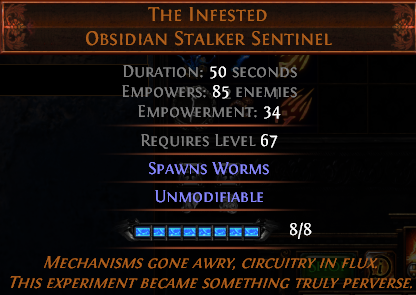 The Infested
Obsidian Stalker Sentinel
Duration: 50 seconds
Empowers: 85 enemies
Empowerment: 34
Requires Level 67
Spawns Worms
Unmodifiable
8/8
Mechanisms gone awry, circuitry in flux.
This experiment became something truly perverse.